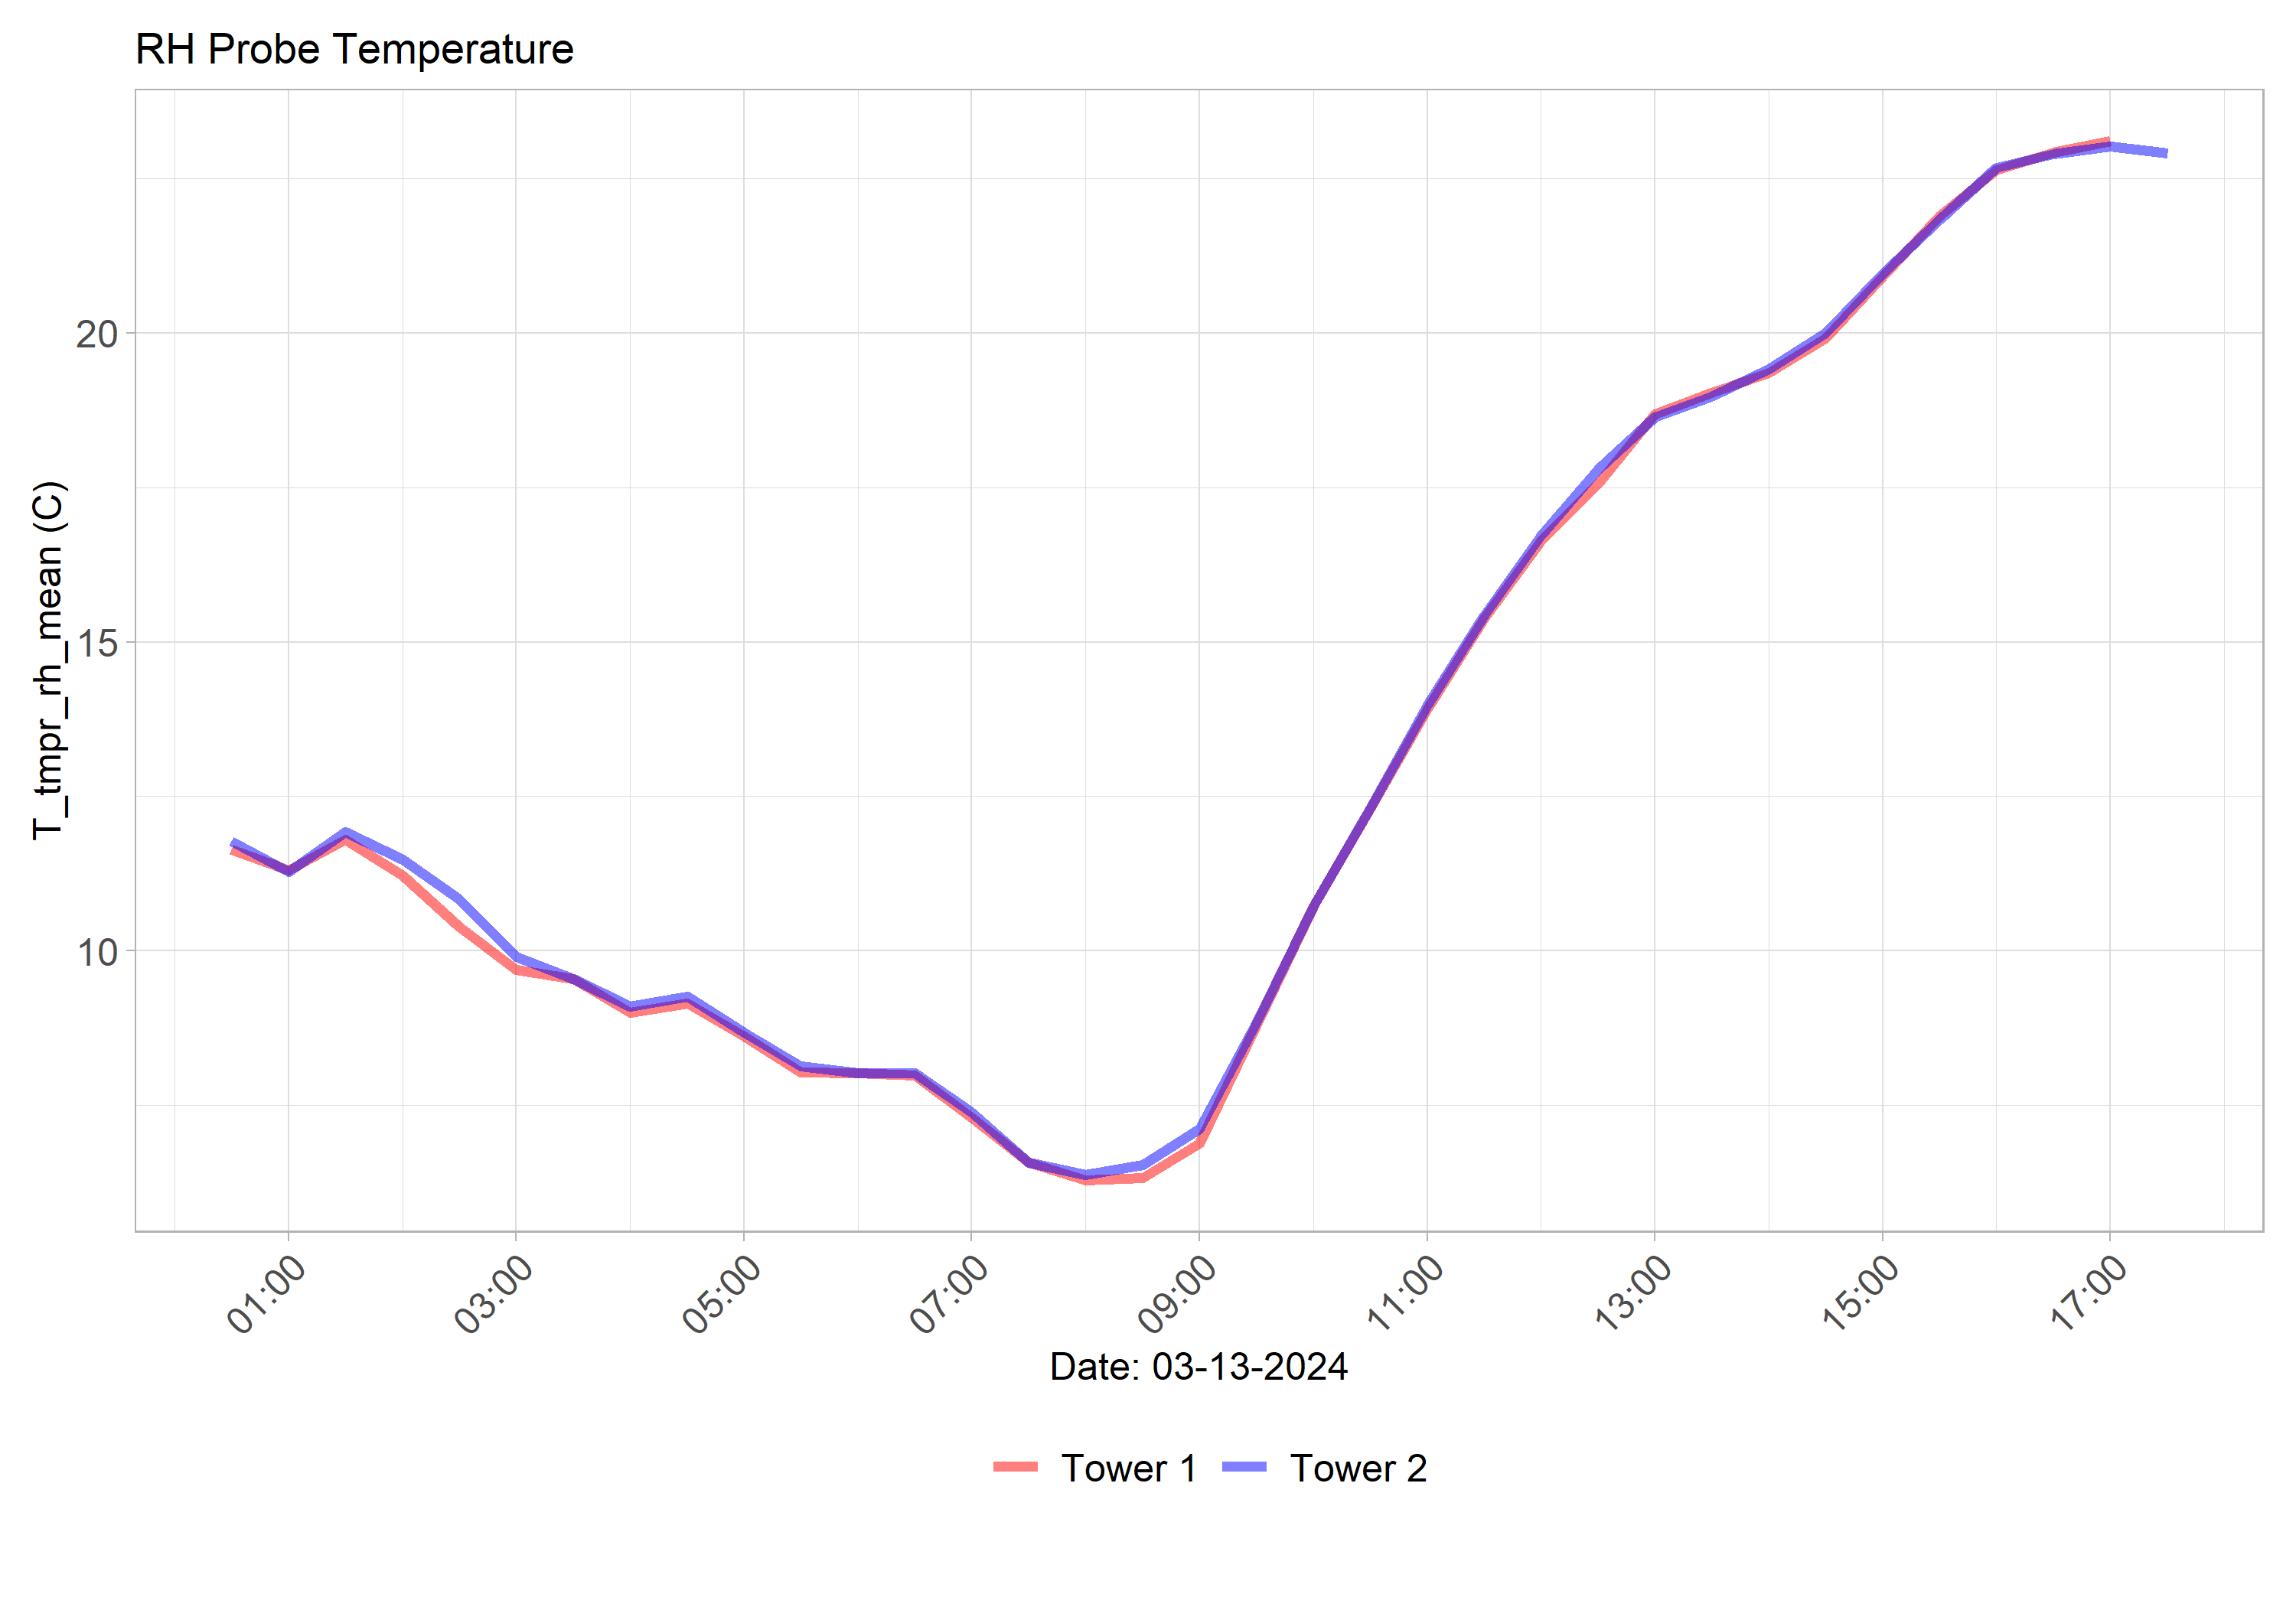 RH Probe Temperature
T_tmpr_rh_mean (C)
20
15
10
01:00
03:00
05:00
07:00
09:00
11:00
13:00
15:00
17:00
Date: 03-13-2024
Tower 1
Tower 2